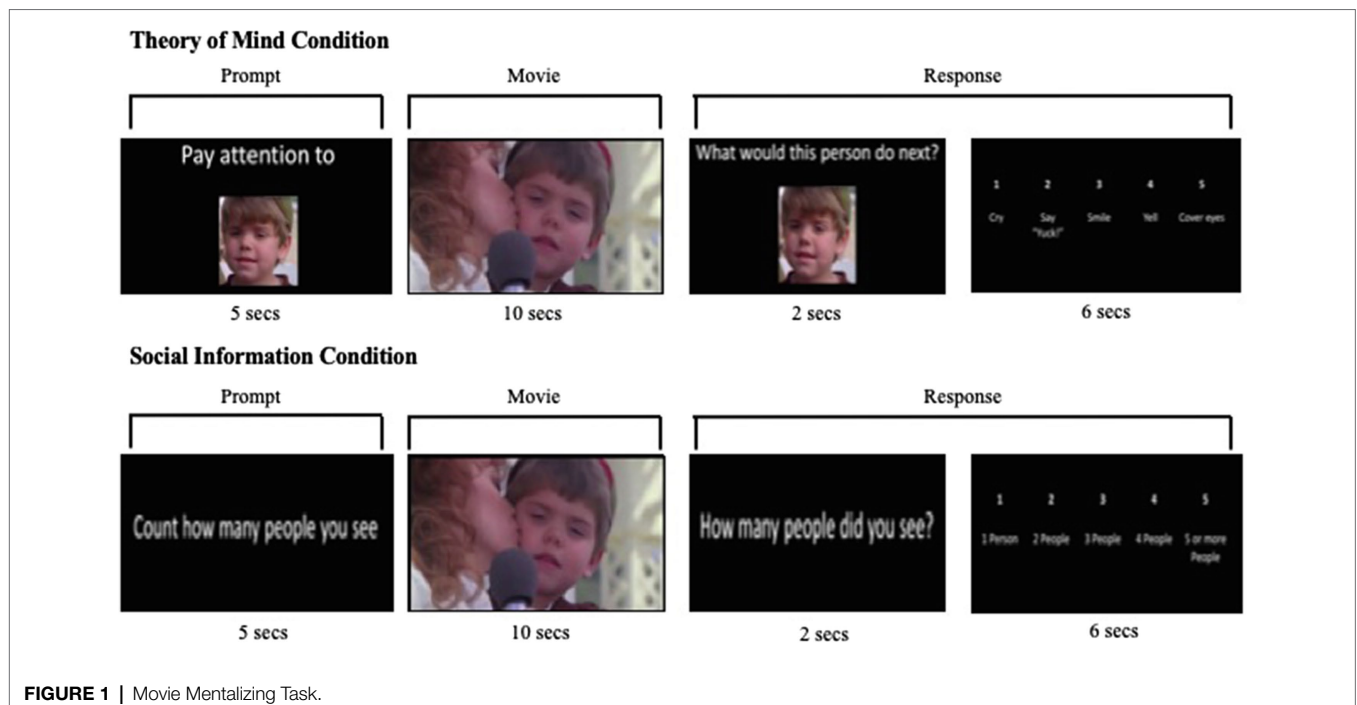 Theory of Mind Condition
Prompt Movie Response
Pay attention to
What would this person do next?
1 2 3 4 5
Cry Say "Yuck!" Smile Yell Cover eyes
5 secs 10 secs 2 secs 6 secs
Social Information Condition
Prompt Movie Response
Count how many people you see
How many people did you see?
1 2 3 4 5
1 Person 2 People 3 People 4 People 5 or more People
5 secs 10 secs 2 secs 6 secs
FIGURE 1 | Movie Mentalizing Task.